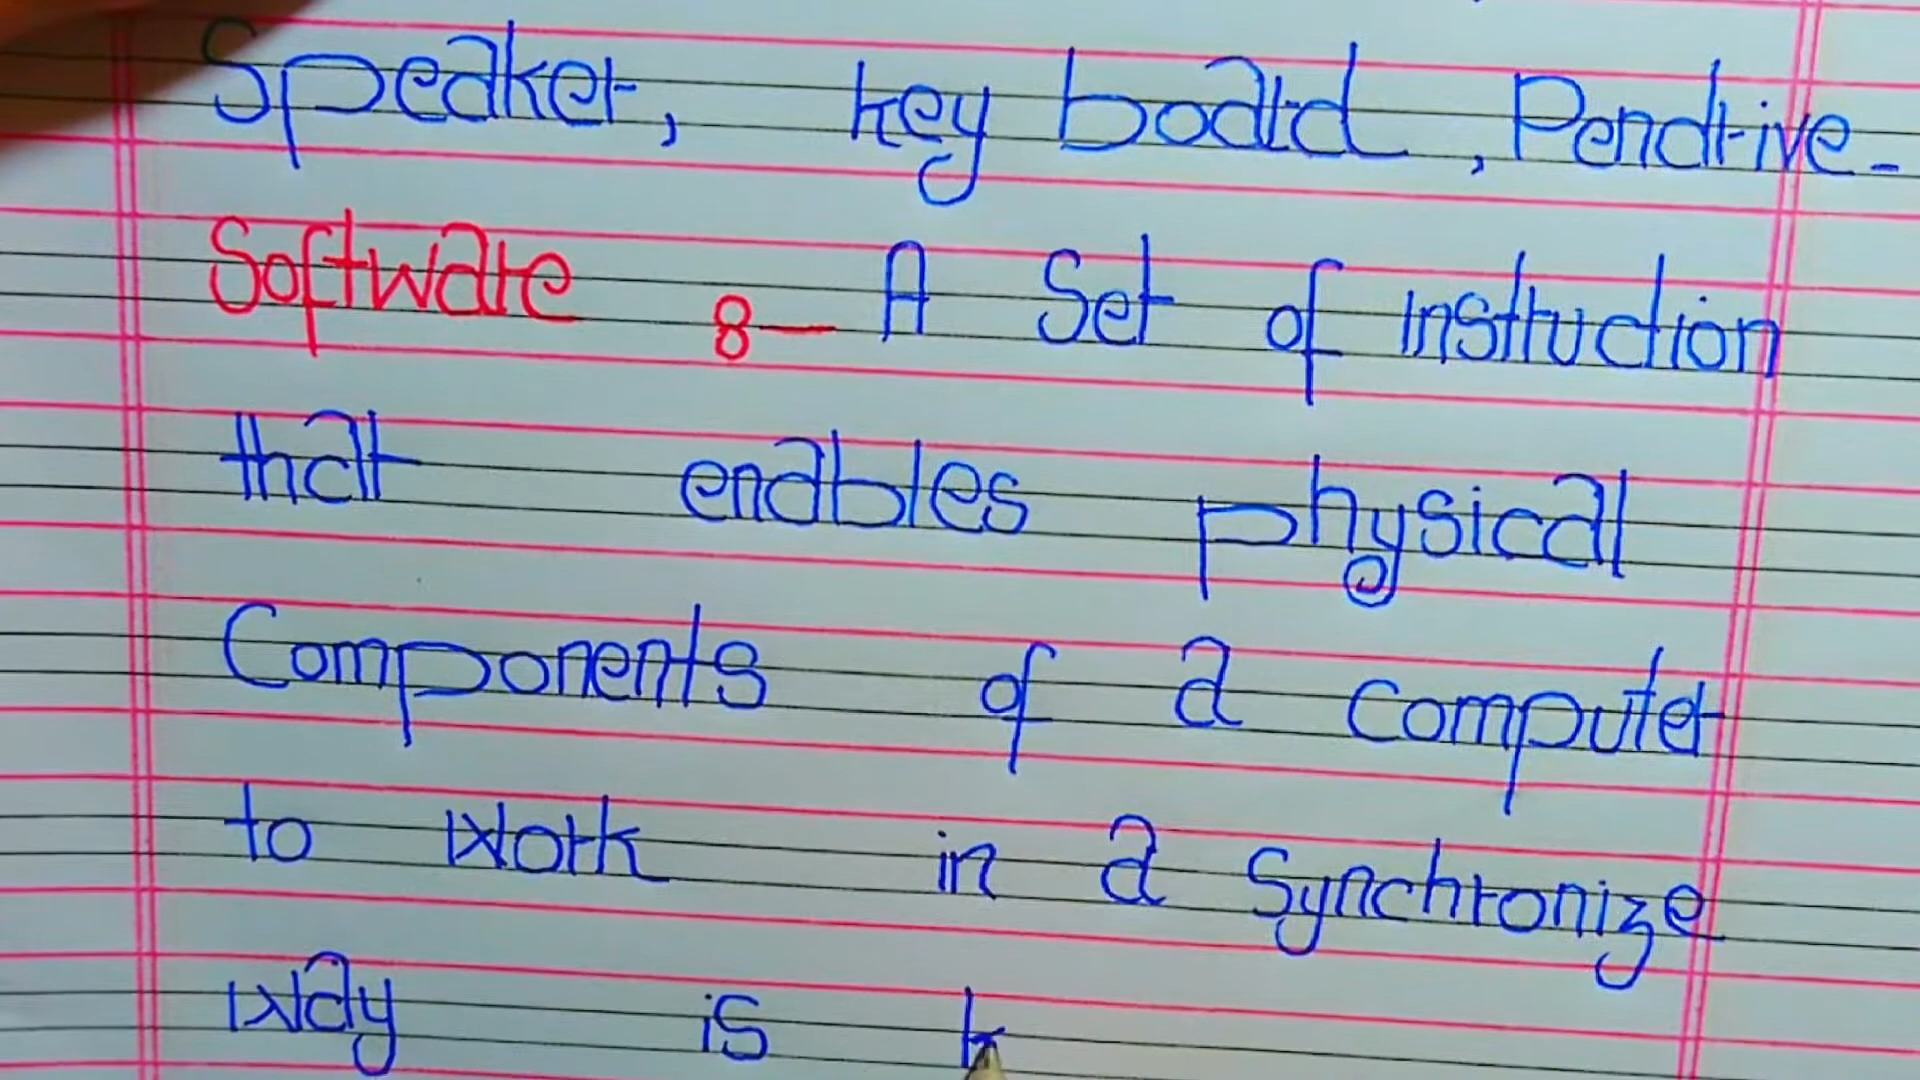 Speaker, key board, Pendrive-
Software :- A Set of instruction
that enables physical
Components of a computer
to work in a Synchronize
way is k